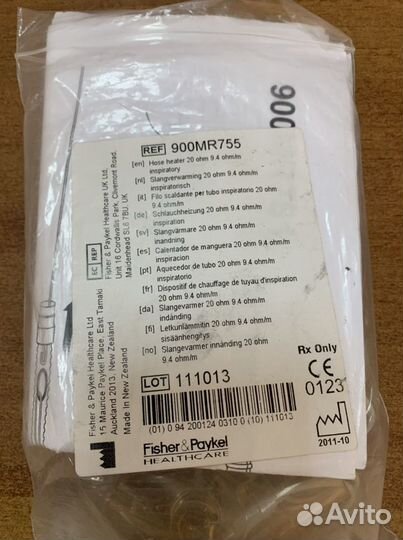 006
REF 900MR755
[en] Hose heater 20 ohm 9.4 ohm/m
inspiratory
[nl] Slangverwarming 20 ohm 9.4 ohm/m
inspiratorisch
[it] Filo scaldante per tubo inspiratorio 20 ohm
9.4 ohm/m
[de] Schlauchheizung 20 ohm 9.4 ohm/m
inspiration
[sv] Slangvärmare 20 ohm 9.4 ohm/m
inandning
[es] Calentador de manguera 20 ohm 9.4 ohm/m
inspiracion
[pt] Aquecedor de tubo 20 ohm 9.4 ohm/m
inspiratorio
[fr] Dispositif de chauffage de tuyau d'inspiration
20 ohm 9.4 ohm/m
[da] Slangevarmer 20 ohm 9.4 ohm/m
indånding
[fi] Letkunlämmitin 20 ohm 9.4 ohm/m
sisäänhengitys
[no] Slangevarmer innånding 20 ohm
9.4 ohm/m
EC REP
Fisher & Paykel Healthcare UK Ltd,
Unit 16 Cordwallis Park, Clivemont Road,
Maidenhead SL6 7BU, UK
Fisher & Paykel Healthcare Ltd
15 Maurice Paykel Place, East Tamaki
Auckland 2013, New Zealand
Made in New Zealand
Rx Only
LOT 111013
CE
0123
(01) 0 94 200124 0310 0 (10) 111013
2011-10
Fisher&Paykel
HEALTHCARE
Avito